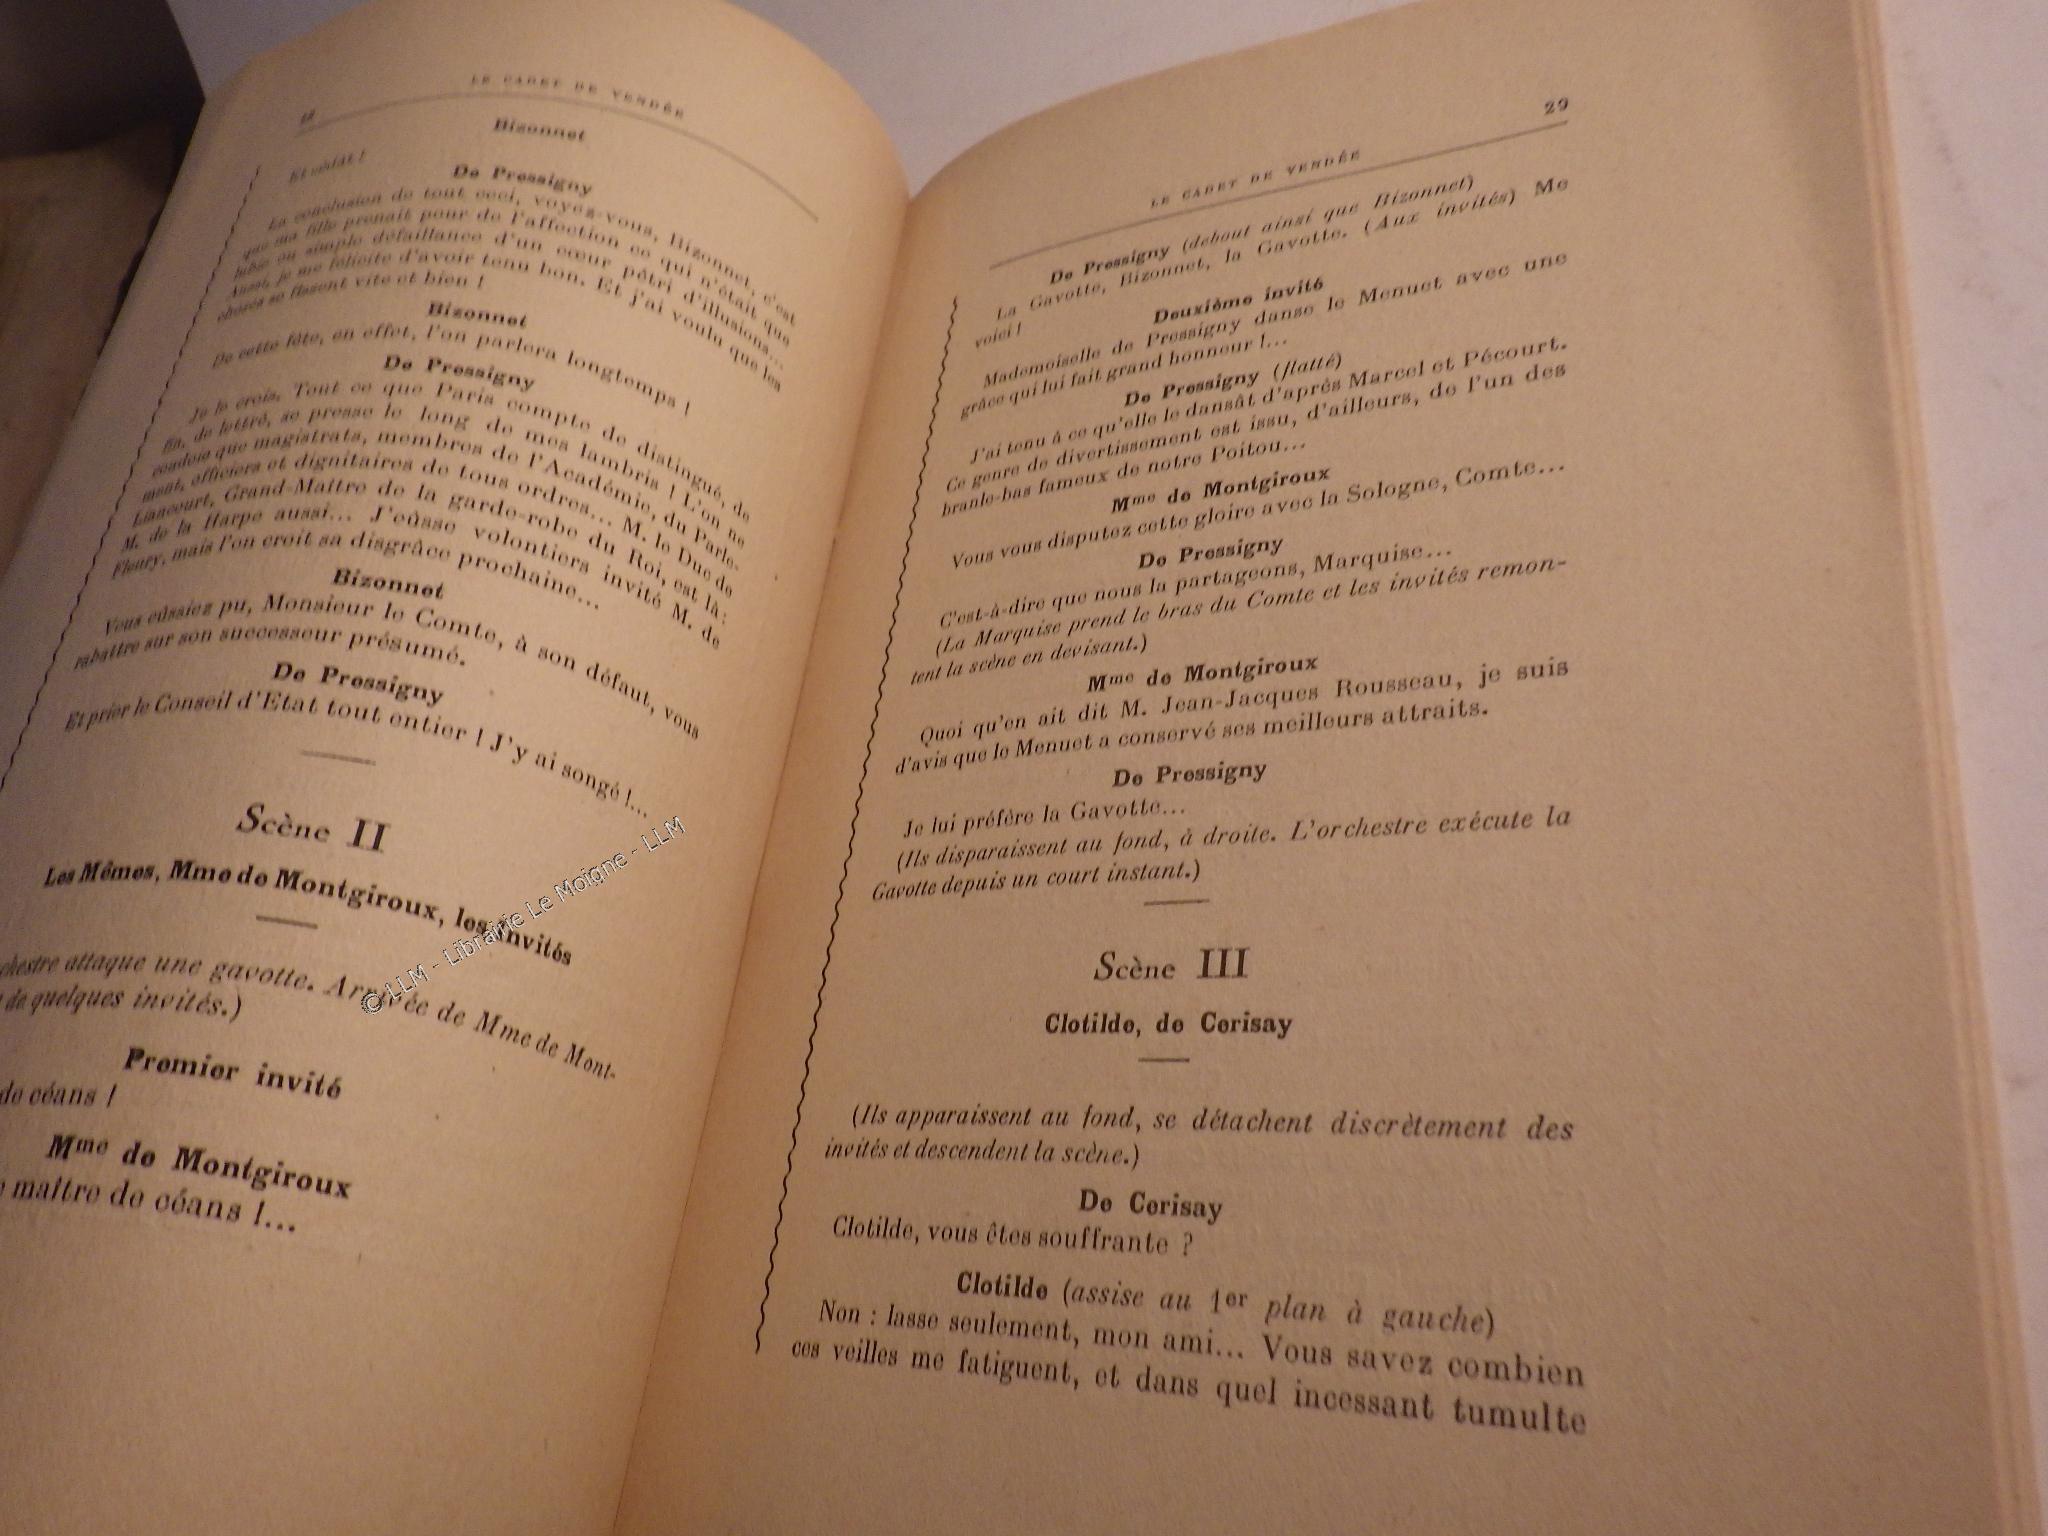 28
LE CADET DE VENDÉE
Bizonnet
Et cédât !
De Pressigny
La conclusion de tout ceci, voyez-vous, Bizonnet, c'est
que ma fille prenait pour de l'affection ce qui n'était que
lubie ou simple défaillance d'un cœur pétri d'illusions...
Aussi, je me félicite d'avoir tenu bon. Et j'ai voulu que les
choses se fissent vite et bien !
Bizonnet
De cette fête, en effet, l'on parlera longtemps !
De Pressigny
Je le crois. Tout ce que Paris compte de distingué, de
fin, de lettré, se presse le long de mes lambris ! L'on ne
coudoie que magistrats, membres de l'Académie, du Parle-
ment, officiers et dignitaires de tous ordres... M. le Duc de
Liancourt, Grand-Maître de la garde-robe du Roi, est là :
M. de la Harpe aussi... J'eûsse volontiers invité M. de
Fleury, mais l'on croit sa disgrâce prochaine...
Bizonnet
Vous eûssiez pu, Monsieur le Comte, à son défaut, vous
rabattre sur son successeur présumé.
De Pressigny
Et prier le Conseil d'Etat tout entier ! J'y ai songé !...
Scène II
Les Mêmes, Mme de Montgiroux, les invités
attaque une gavotte. Arrivée de Mme de Mont-
de quelques invités.)
Premier invité
de céans !
Mme de Montgiroux
maître de céans !...
© LLM - Librairie Le Moigne - LLM
29
LE CADET DE VENDÉE
De Pressigny (debout ainsi que Bizonnet)
La Gavotte, Bizonnet, la Gavotte. (Aux invités) Me
voici !
Deuxième invité
Mademoiselle de Pressigny danse le Menuet avec une
grâce qui lui fait grand honneur !...
De Pressigny (flatté)
J'ai tenu à ce qu'elle le dansât d'après Marcel et Pécourt.
Ce genre de divertissement est issu, d'ailleurs, de l'un des
branle-bas fameux de notre Poitou...
Mme de Montgiroux
Vous vous disputez cette gloire avec la Sologne, Comte...
De Pressigny
C'est-à-dire que nous la partageons, Marquise...
(La Marquise prend le bras du Comte et les invités remon-
tent la scène en devisant.)
Mme de Montgiroux
Quoi qu'en ait dit M. Jean-Jacques Rousseau, je suis
d'avis que le Menuet a conservé ses meilleurs attraits.
De Pressigny
Je lui préfère la Gavotte...
(Ils disparaissent au fond, à droite. L'orchestre exécute la
Gavotte depuis un court instant.)
Scène III
Clotilde, de Cerisay
(Ils apparaissent au fond, se détachent discrètement des
invités et descendent la scène.)
De Cerisay
Clotilde, vous êtes souffrante ?
Clotilde (assise au 1er plan à gauche)
Non : lasse seulement, mon ami... Vous savez combien
ces veilles me fatiguent, et dans quel incessant tumulte